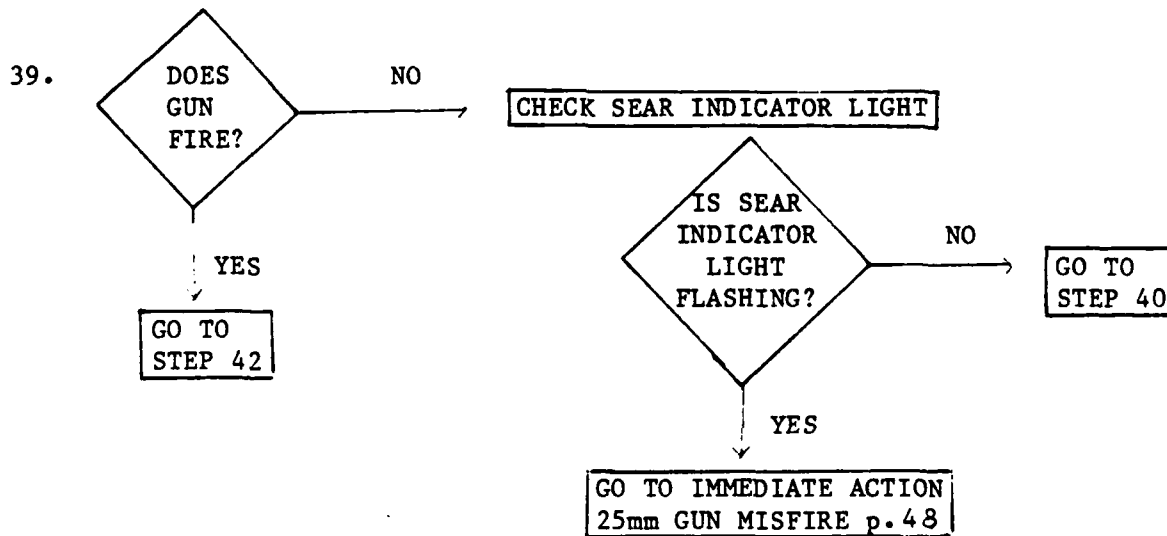 39.
DOES
GUN
FIRE?
NO
CHECK SEAR INDICATOR LIGHT
YES
GO TO
STEP 42
IS SEAR
INDICATOR
LIGHT
FLASHING?
NO
GO TO
STEP 40
YES
GO TO IMMEDIATE ACTION
25mm GUN MISFIRE p.48